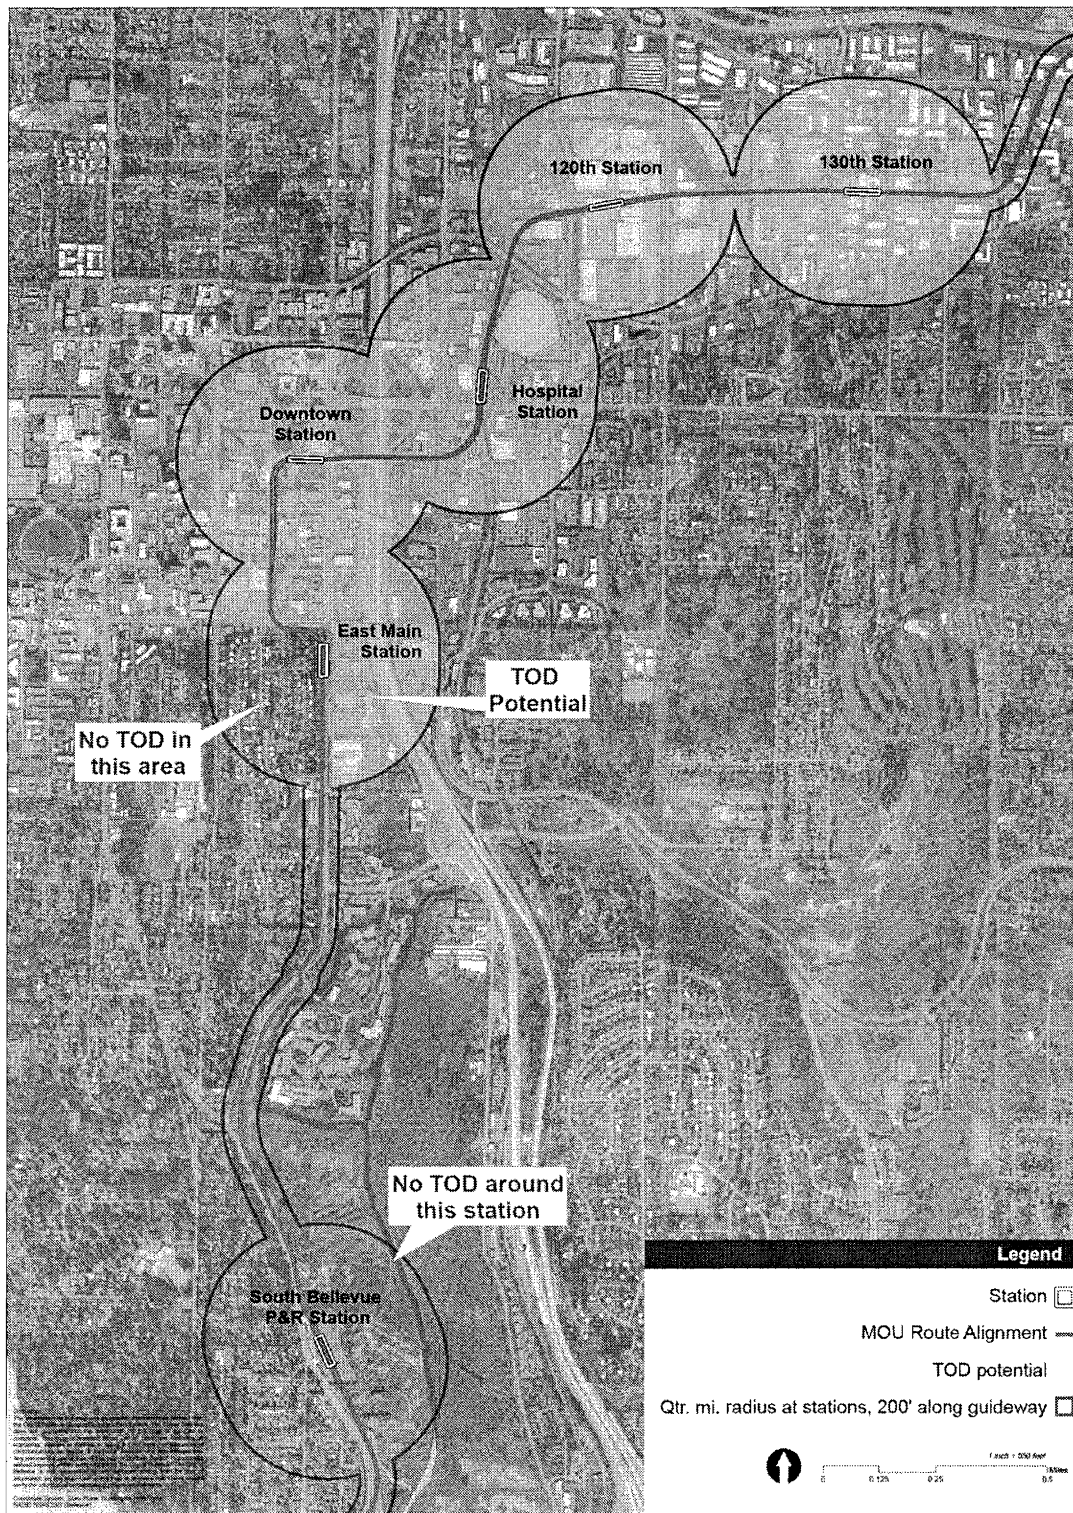 120th Station
130th Station
Hospital
Station
Downtown
Station
East Main
Station
TOD
Potential
No TOD in
this area
No TOD around
this station
South Bellevue
P&R Station
Legend
Station
MOU Route Alignment
TOD potential
Qtr. mi. radius at stations, 200' along guideway
0 0.125 0.25 0.5
Miles